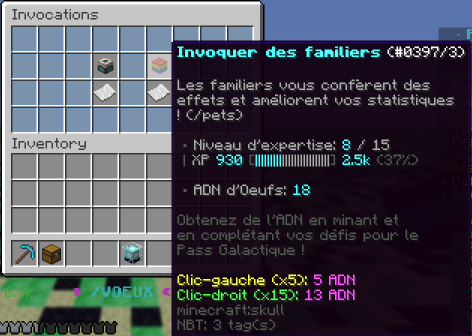 Invocations
Invoquer des familiers (#0397/3)
Les familiers vous confèrent des
effets et améliorent vos statistiques
! (/pets)
• Niveau d'expertise: 8 / 15
| XP 930 [||||||||||||||||||||||||||||||] 2.5k (37%)
• ADN d'Oeufs: 18
Obtenez de l'ADN en minant et
en complétant vos défis pour le
Pass Galactique !
Clic-gauche (x5): 5 ADN
Clic-droit (x15): 13 ADN
minecraft:skull
NBT: 3 tag(s)
Inventory
/VOEUX